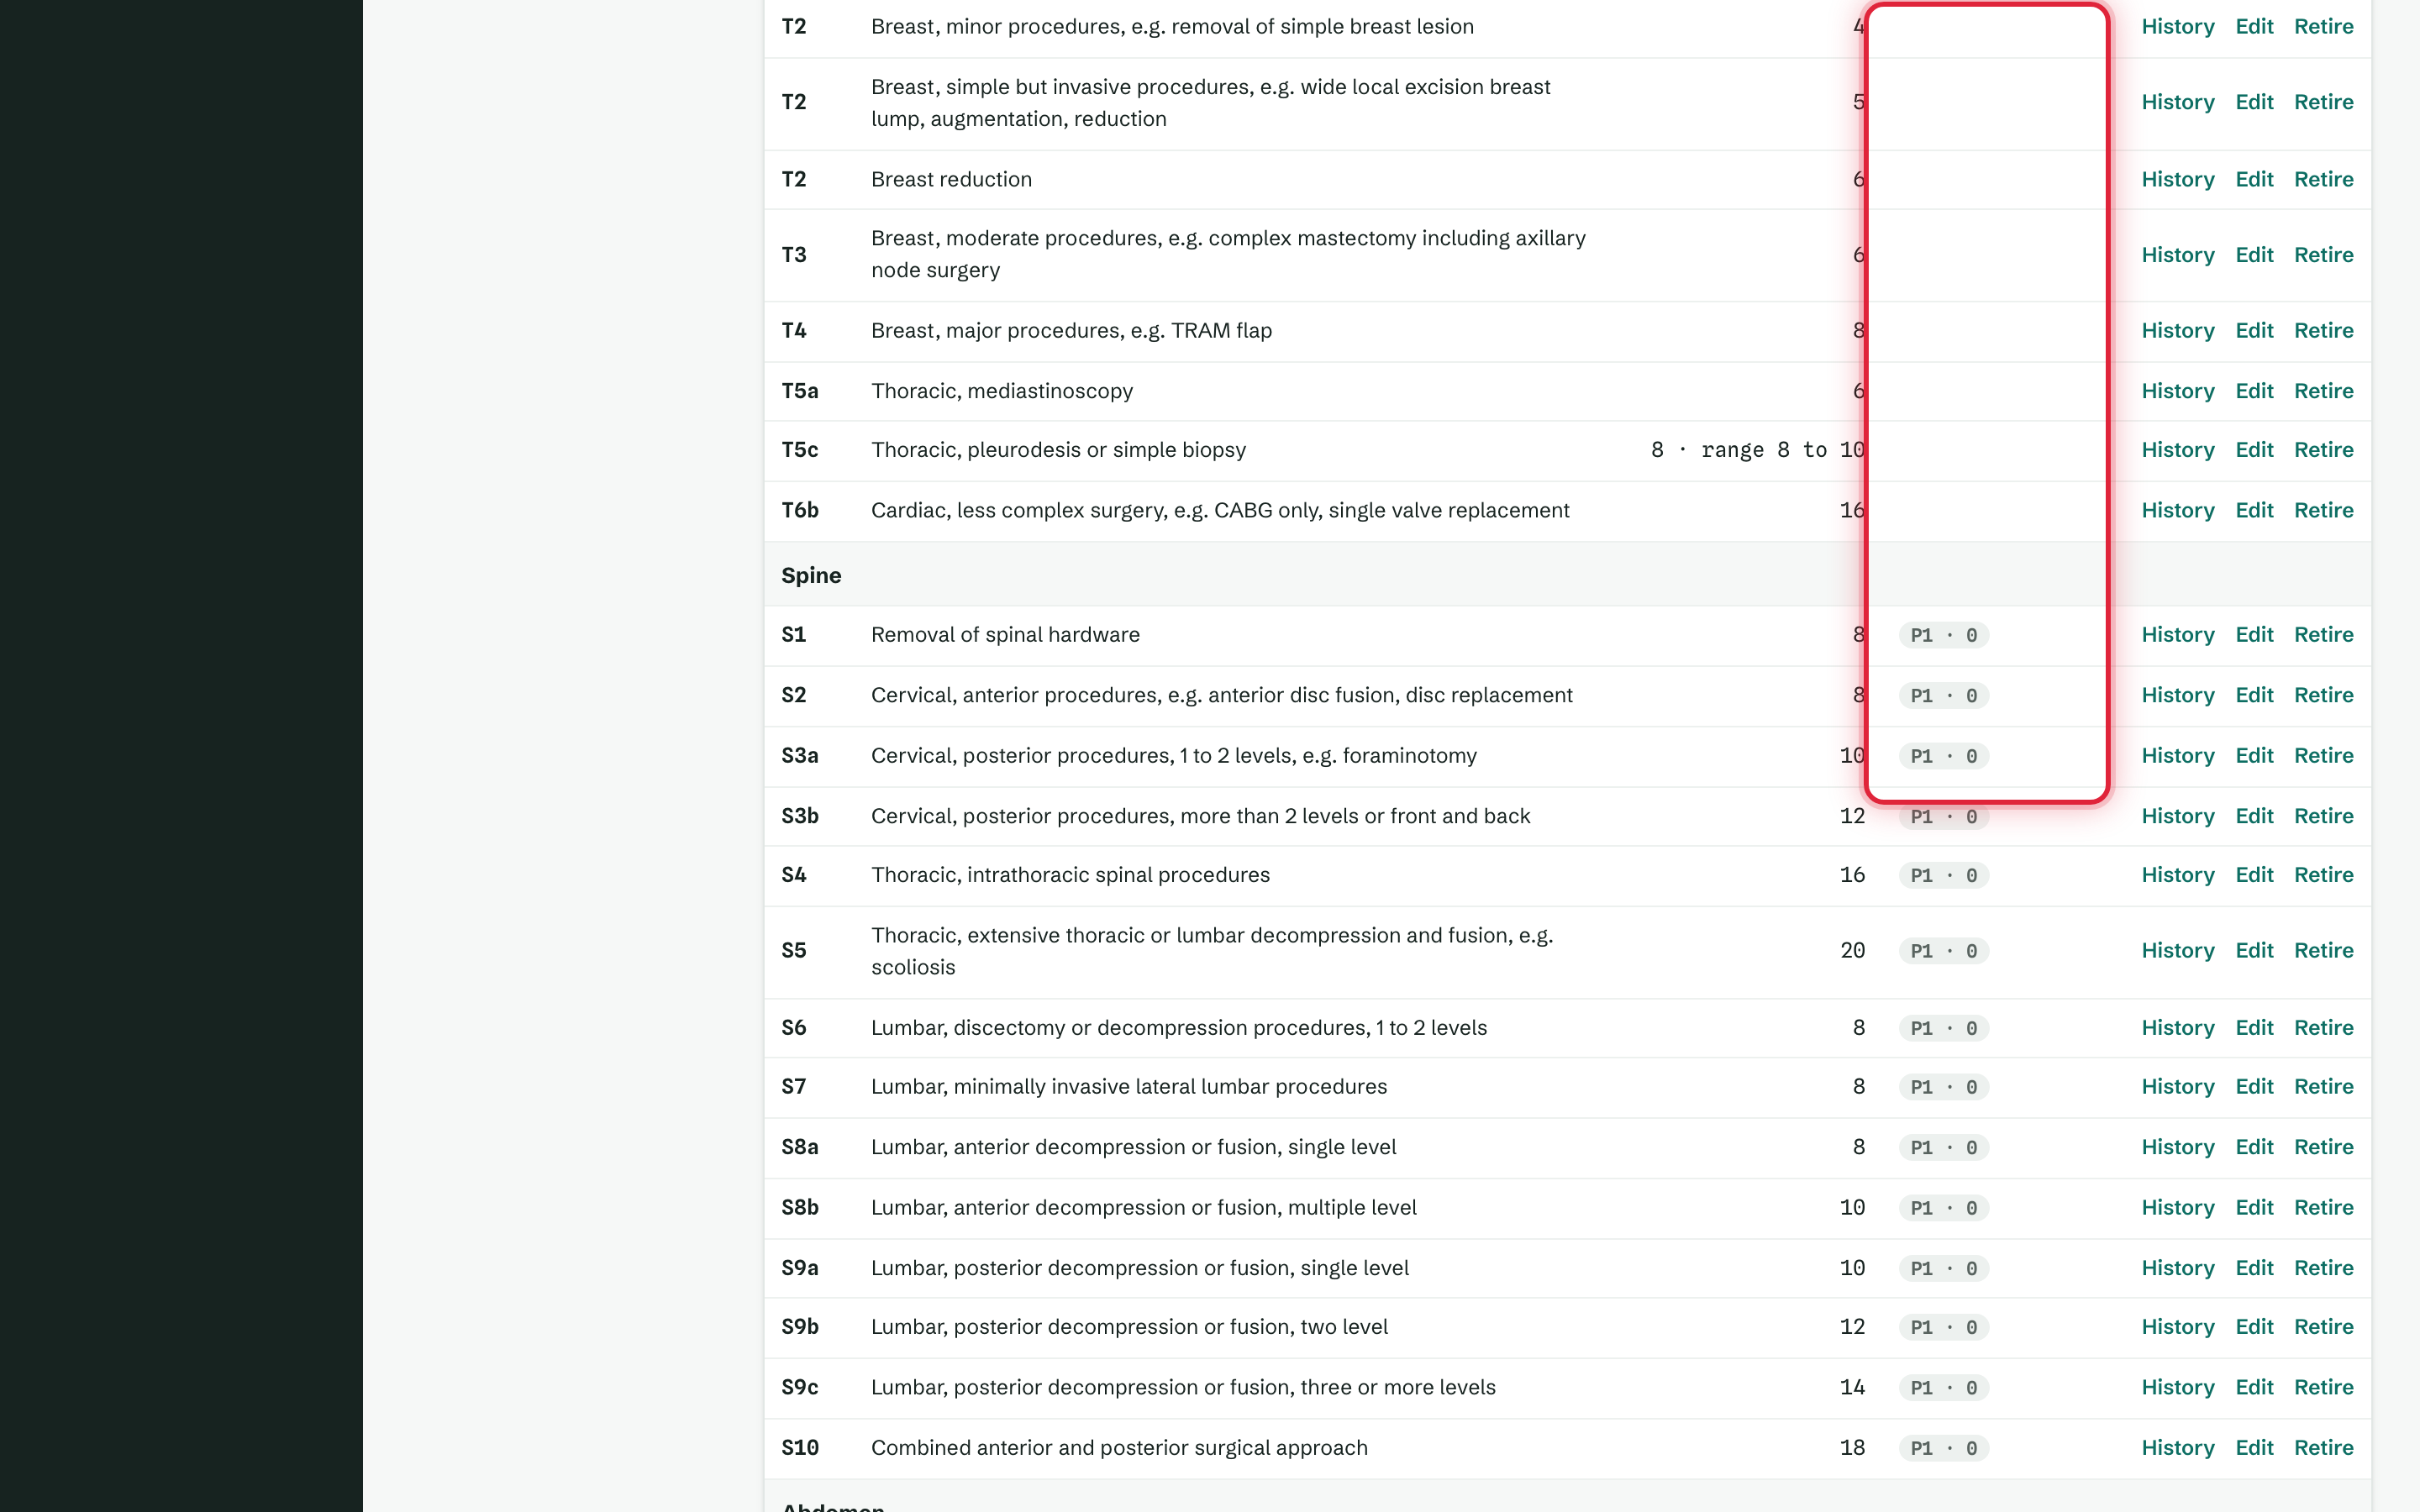 T2 Breast, minor procedures, e.g. removal of simple breast lesion 4 History Edit Retire
T2 Breast, simple but invasive procedures, e.g. wide local excision breast
lump, augmentation, reduction 5 History Edit Retire
T2 Breast reduction 6 History Edit Retire
T3 Breast, moderate procedures, e.g. complex mastectomy including axillary
node surgery 6 History Edit Retire
T4 Breast, major procedures, e.g. TRAM flap 8 History Edit Retire
T5a Thoracic, mediastinoscopy 6 History Edit Retire
T5c Thoracic, pleurodesis or simple biopsy 8 · range 8 to 10 History Edit Retire
T6b Cardiac, less complex surgery, e.g. CABG only, single valve replacement 16 History Edit Retire
Spine
S1 Removal of spinal hardware 8 P1 · 0 History Edit Retire
S2 Cervical, anterior procedures, e.g. anterior disc fusion, disc replacement 8 P1 · 0 History Edit Retire
S3a Cervical, posterior procedures, 1 to 2 levels, e.g. foraminotomy 10 P1 · 0 History Edit Retire
S3b Cervical, posterior procedures, more than 2 levels or front and back 12 P1 · 0 History Edit Retire
S4 Thoracic, intrathoracic spinal procedures 16 P1 · 0 History Edit Retire
S5 Thoracic, extensive thoracic or lumbar decompression and fusion, e.g.
scoliosis 20 P1 · 0 History Edit Retire
S6 Lumbar, discectomy or decompression procedures, 1 to 2 levels 8 P1 · 0 History Edit Retire
S7 Lumbar, minimally invasive lateral lumbar procedures 8 P1 · 0 History Edit Retire
S8a Lumbar, anterior decompression or fusion, single level 8 P1 · 0 History Edit Retire
S8b Lumbar, anterior decompression or fusion, multiple level 10 P1 · 0 History Edit Retire
S9a Lumbar, posterior decompression or fusion, single level 10 P1 · 0 History Edit Retire
S9b Lumbar, posterior decompression or fusion, two level 12 P1 · 0 History Edit Retire
S9c Lumbar, posterior decompression or fusion, three or more levels 14 P1 · 0 History Edit Retire
S10 Combined anterior and posterior surgical approach 18 P1 · 0 History Edit Retire
Abdomen